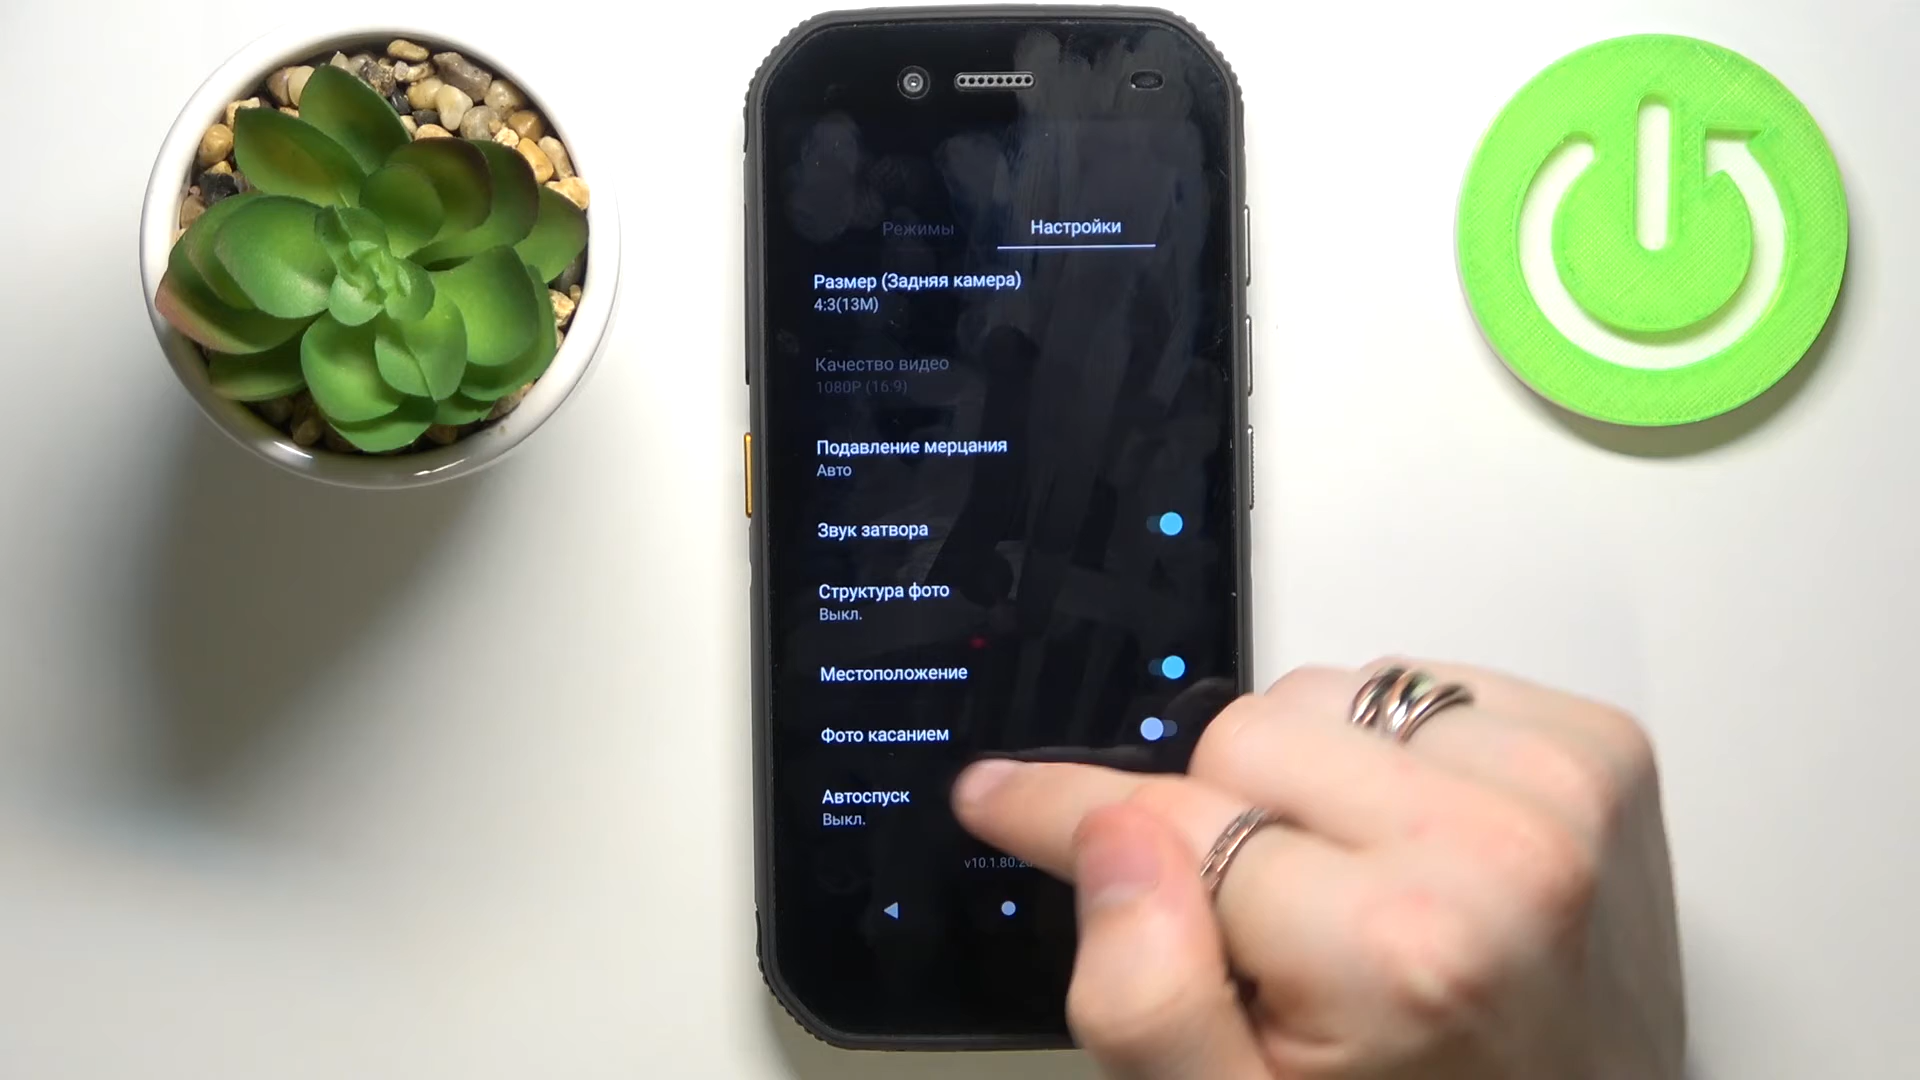 Режимы Настройки
Размер (Задняя камера)
4:3(13M)
Качество видео
1080P (16:9)
Подавление мерцания
Авто
Звук затвора
Структура фото
Выкл.
Местоположение
Фото касанием
Автоспуск
Выкл.